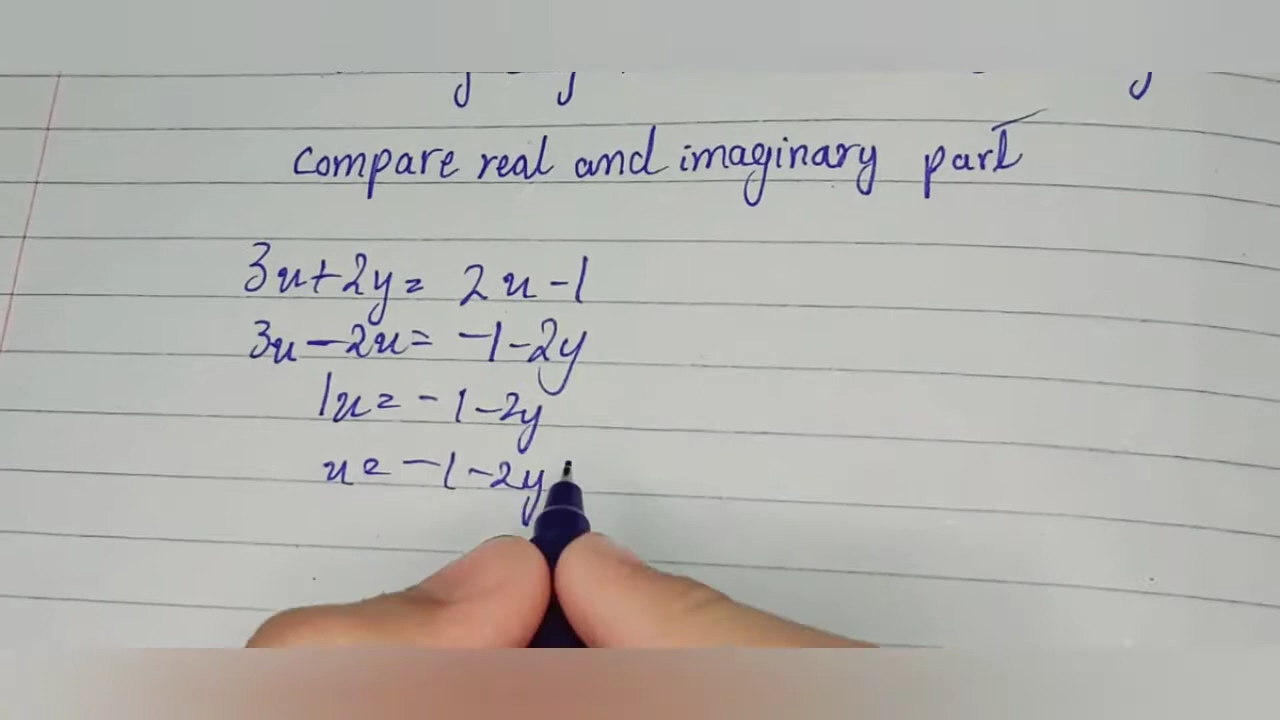 compare real and imaginary part
3x+2y= 2x-1
3x-2x= -1-2y
1x= -1-2y
x= -1-2y